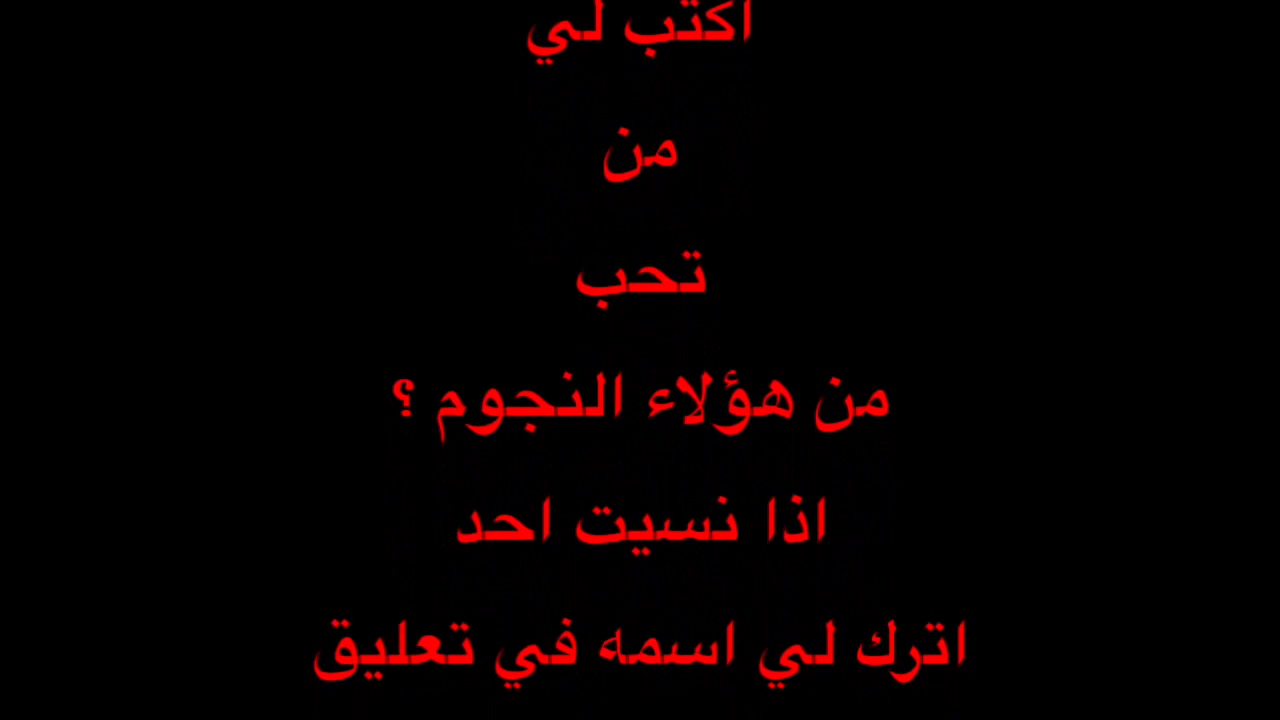 اكتب لي
من
تحب
من هؤلاء النجوم ؟
اذا نسيت احد
اترك لي اسمه في تعليق